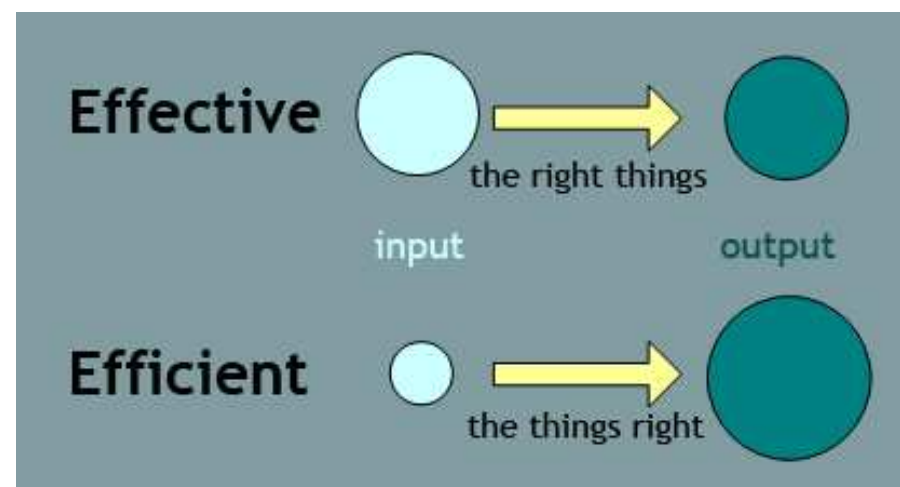 Effective
the right things
input
output
Efficient
the things right